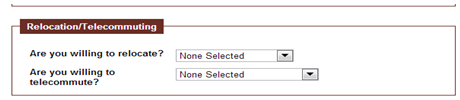 Relocation/Telecommuting
Are you willing to relocate? None Selected
Are you willing to None Selected
telecommute?